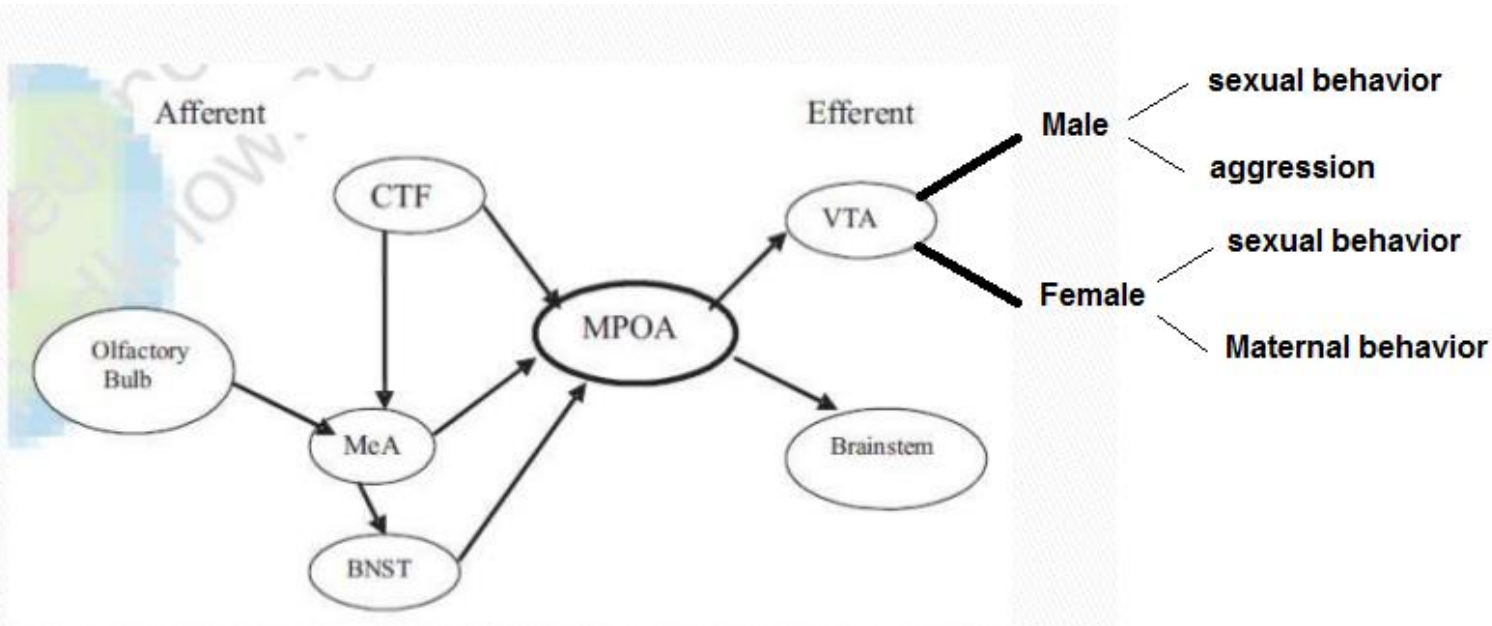 Afferent
Efferent
CTF
VTA
MPOA
Olfactory
Bulb
MeA
BNST
Brainstem
Male
sexual behavior
aggression
Female
sexual behavior
Maternal behavior